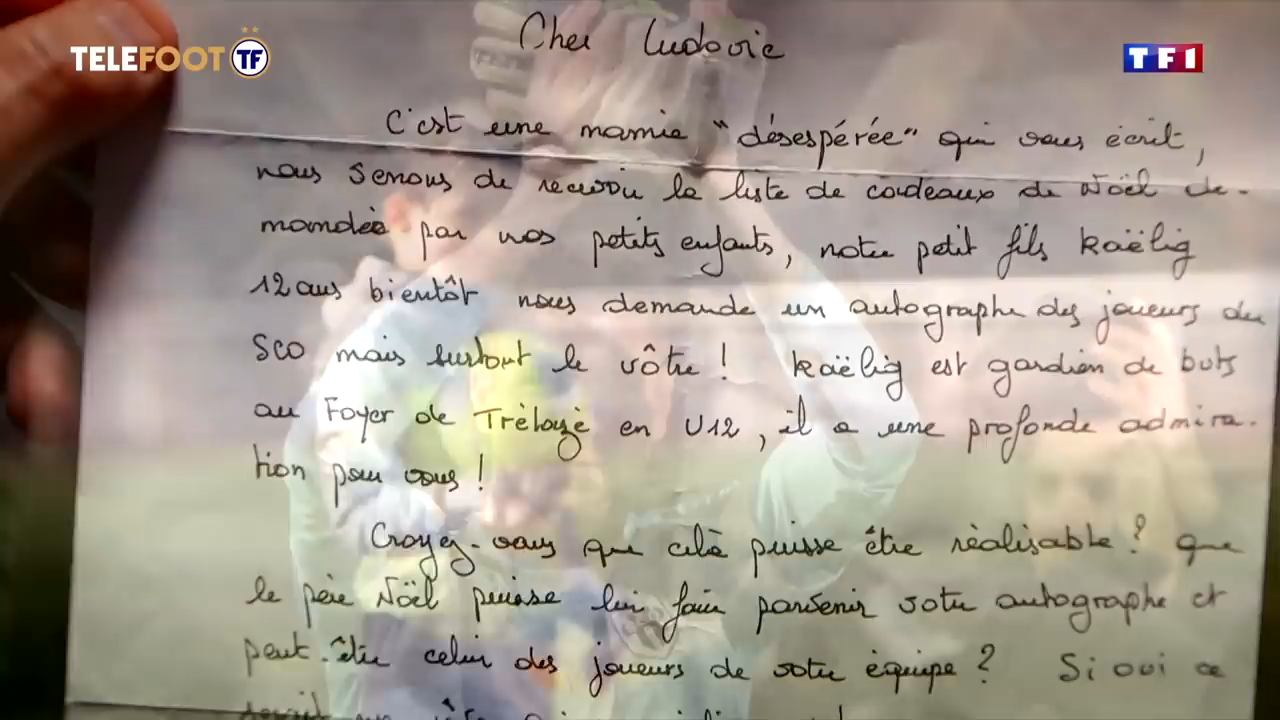 TELEFOOT TF
TF1
Cher Ludovic
C'est une mamie "désespérée" qui vous écrit,
nous venons de recevoir la liste de cadeaux de Noël de-
mandée par nos petits enfants, notre petit fils Kaëlig
12 ans bientôt nous demande un autographe des joueurs du
SCO mais surtout le vôtre ! Kaëlig est gardien de buts
au Foyer de Trélazé en U12, il a une profonde admira-
tion pour vous !
Croyez-vous que celà puisse être réalisable ? que
le père Noël puisse lui faire parvenir votre autographe et
peut-être celui des joueurs de votre équipe ? Si oui ce
serait